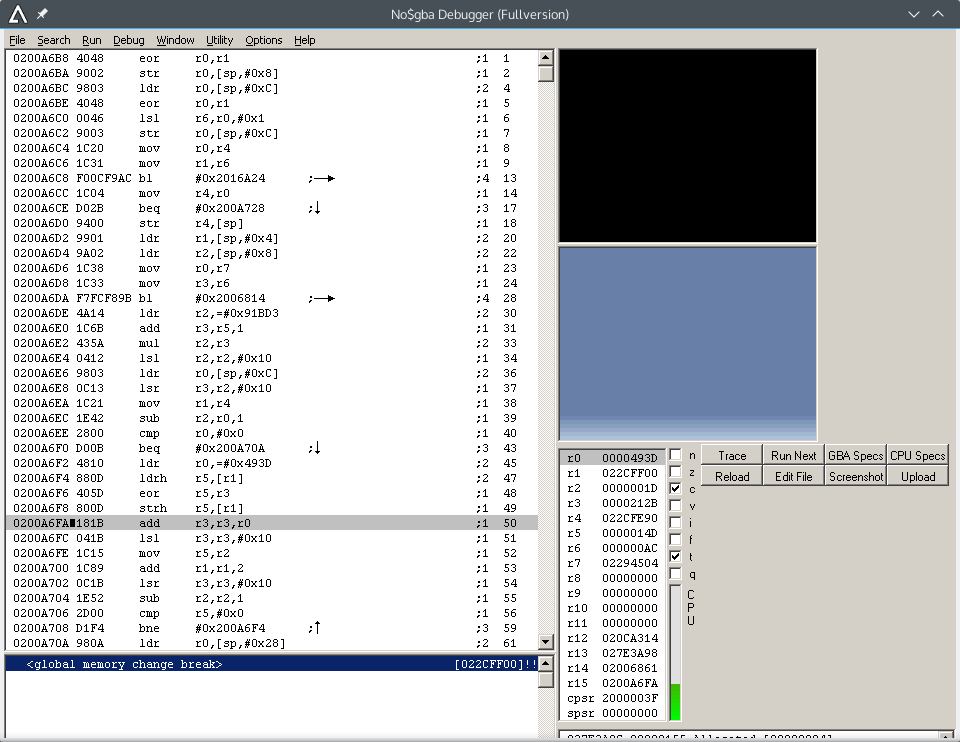 No$gba Debugger (Fullversion)
File Search Run Debug Window Utility Options Help
0200A6B8 4048 eor r0,r1 ;1 1
0200A6BA 9002 str r0,[sp,#0x8] ;1 2
0200A6BC 9803 ldr r0,[sp,#0xC] ;2 4
0200A6BE 4048 eor r0,r1 ;1 5
0200A6C0 0046 lsl r6,r0,#0x1 ;1 6
0200A6C2 9003 str r0,[sp,#0xC] ;1 7
0200A6C4 1C20 mov r0,r4 ;1 8
0200A6C6 1C31 mov r1,r6 ;1 9
0200A6C8 F00CF9AC bl #0x2016A24 ;→ ;4 13
0200A6CC 1C04 mov r4,r0 ;1 14
0200A6CE D02B beq #0x200A728 ;↓ ;3 17
0200A6D0 9400 str r4,[sp] ;1 18
0200A6D2 9901 ldr r1,[sp,#0x4] ;2 20
0200A6D4 9A02 ldr r2,[sp,#0x8] ;2 22
0200A6D6 1C38 mov r0,r7 ;1 23
0200A6D8 1C33 mov r3,r6 ;1 24
0200A6DA F7FCF89B bl #0x2006814 ;→ ;4 28
0200A6DE 4A14 ldr r2,=#0x91BD3 ;2 30
0200A6E0 1C6B add r3,r5,1 ;1 31
0200A6E2 435A mul r2,r3 ;2 33
0200A6E4 0412 lsl r2,r2,#0x10 ;1 34
0200A6E6 9803 ldr r0,[sp,#0xC] ;2 36
0200A6E8 0C13 lsr r3,r2,#0x10 ;1 37
0200A6EA 1C21 mov r1,r4 ;1 38
0200A6EC 1E42 sub r2,r0,1 ;1 39
0200A6EE 2800 cmp r0,#0x0 ;1 40
0200A6F0 D00B beq #0x200A70A ;↓ ;3 43
0200A6F2 4810 ldr r0,=#0x493D ;2 45
0200A6F4 880D ldrh r5,[r1] ;2 47
0200A6F6 405D eor r5,r3 ;1 48
0200A6F8 800D strh r5,[r1] ;1 49
0200A6FA 181B add r3,r3,r0 ;1 50
0200A6FC 041B lsl r3,r3,#0x10 ;1 51
0200A6FE 1C15 mov r5,r2 ;1 52
0200A700 1C89 add r1,r1,2 ;1 53
0200A702 0C1B lsr r3,r3,#0x10 ;1 54
0200A704 1E52 sub r2,r2,1 ;1 55
0200A706 2D00 cmp r5,#0x0 ;1 56
0200A708 D1F4 bne #0x200A6F4 ;↑ ;3 59
0200A70A 980A ldr r0,[sp,#0x28] ;2 61
<global memory change break> [022CFF00]!!
r0 0000493D n
r1 022CFF00 z
r2 0000001D c
r3 0000212B v
r4 022CFE90 i
r5 0000014D f
r6 000000AC t
r7 02294504 q
r8 00000000
r9 00000000 C
r10 00000000 P
r11 00000000 U
r12 020CA314
r13 027E3A98
r14 02006861
r15 0200A6FA
cpsr 2000003F
spsr 00000000
Trace Run Next GBA Specs CPU Specs
Reload Edit File Screenshot Upload